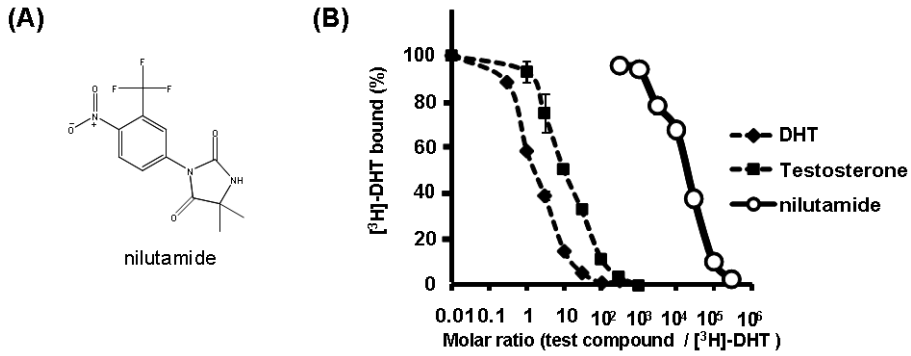 (A)
F
F
F
O
N⁺
O⁻
O
N
NH
O
nilutamide
(B)
[³H]-DHT bound (%)
100
80
60
40
20
0
0.01 0.1 1 10 10² 10³ 10⁴ 10⁵ 10⁶
Molar ratio (test compound / [³H]-DHT )
DHT
Testosterone
nilutamide